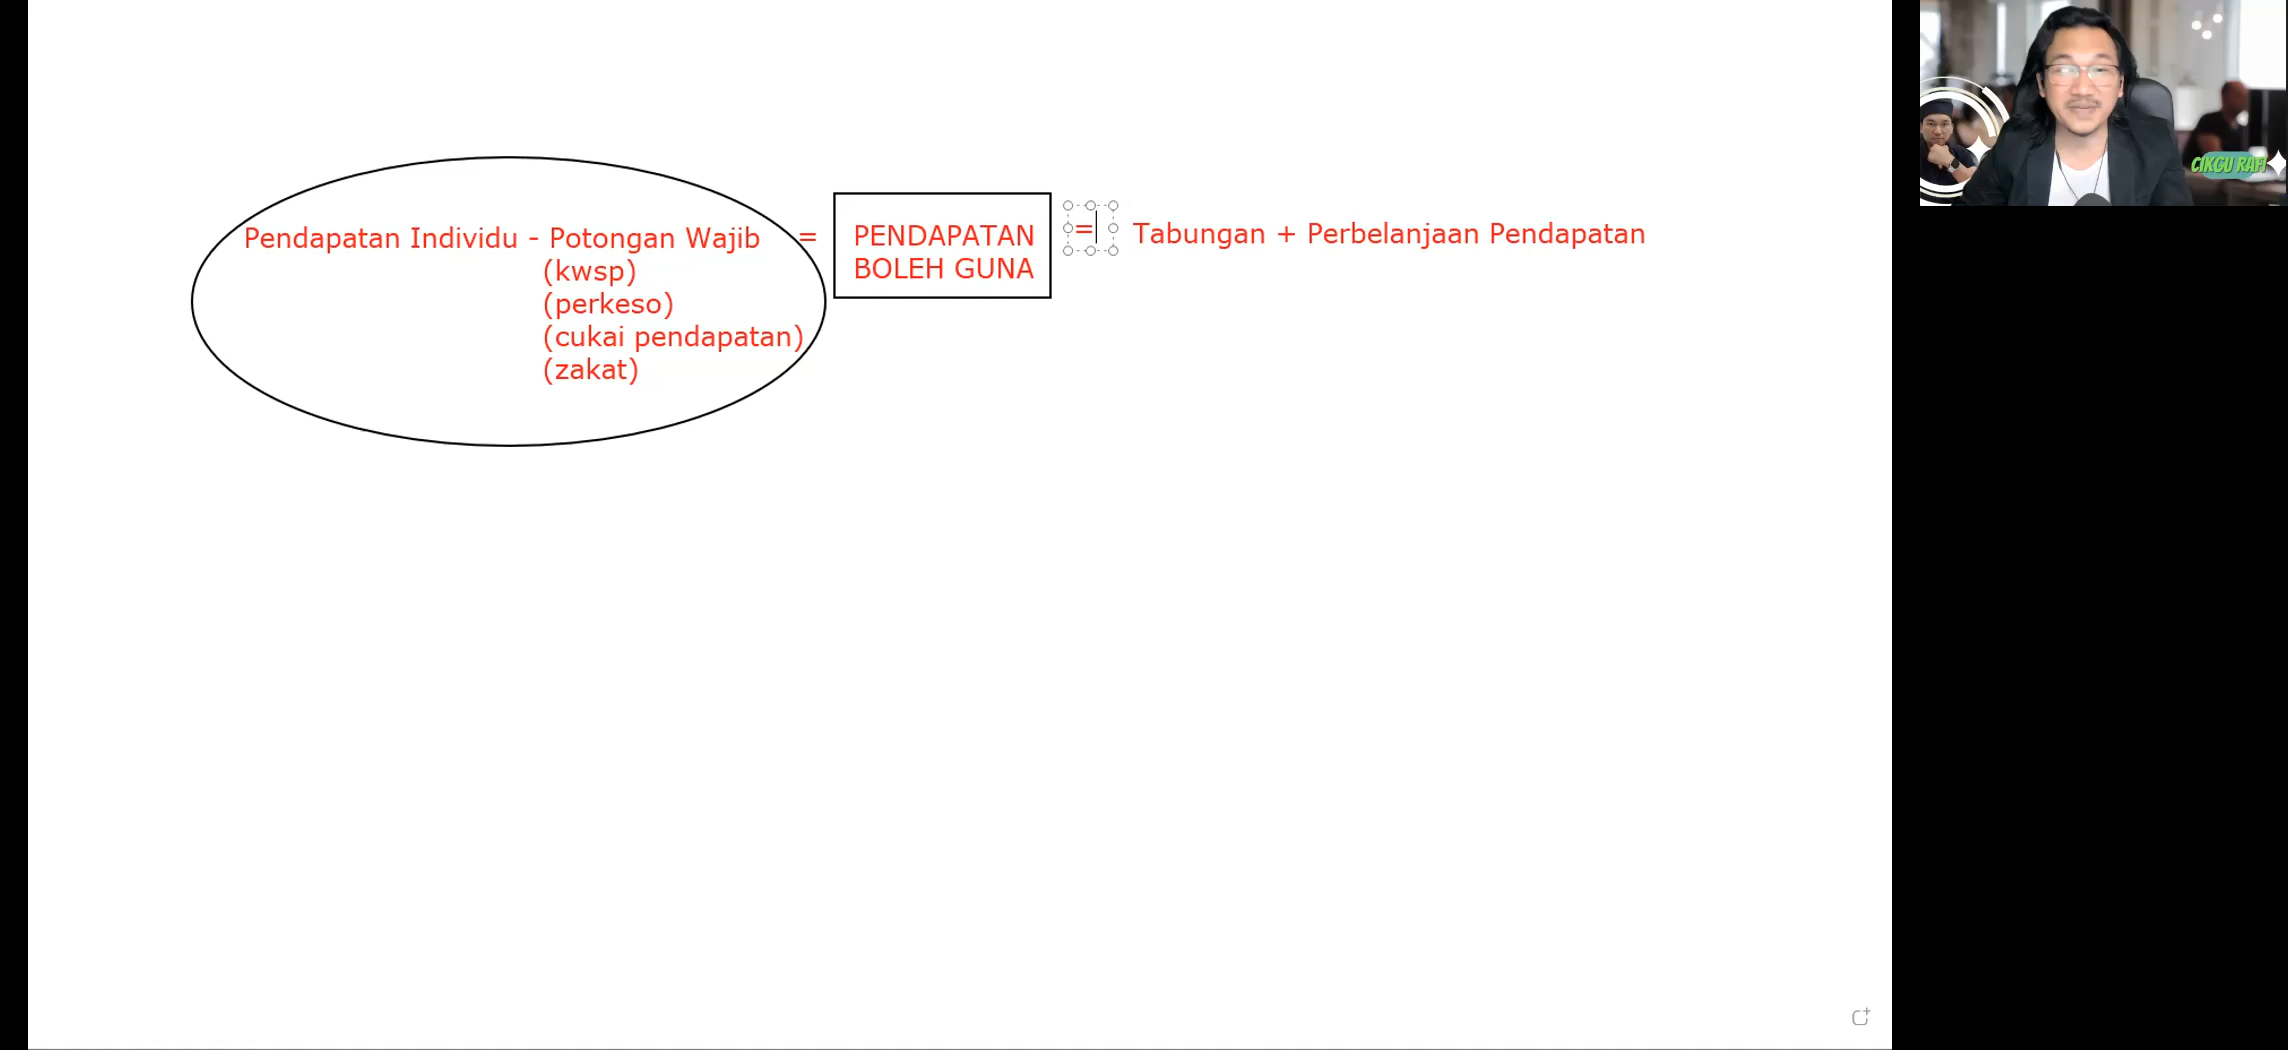 Pendapatan Individu - Potongan Wajib = PENDAPATAN = Tabungan + Perbelanjaan Pendapatan
(kwsp) BOLEH GUNA
(perkeso)
(cukai pendapatan)
(zakat)
CIKGU RAFI